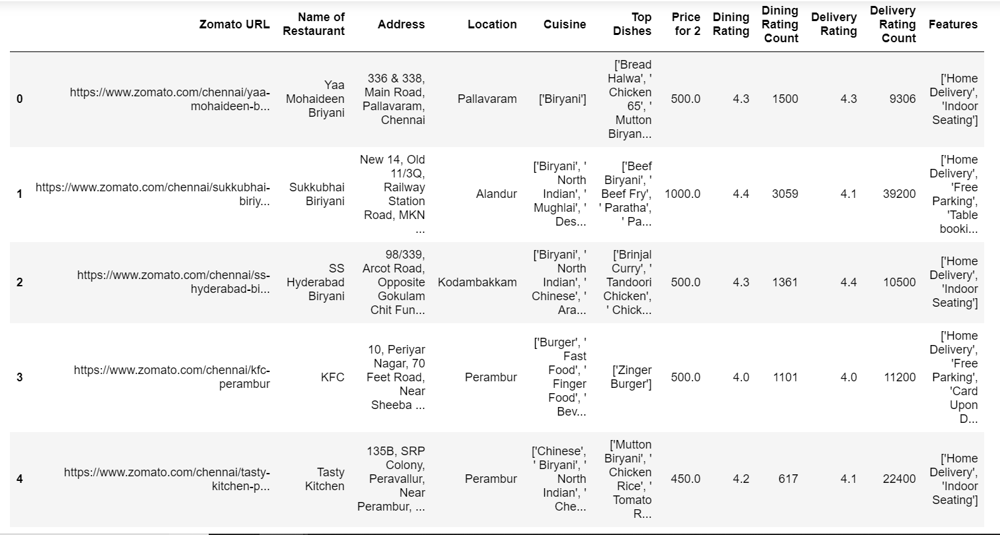 Zomato URL
Name of
Restaurant
Address
Location
Cuisine
Top
Dishes
Price
for 2
Dining
Rating
Dining
Rating
Count
Delivery
Rating
Delivery
Rating
Count
Features
0
https://www.zomato.com/chennai/yaa-
mohaideen-b...
Yaa
Mohaideen
Briyani
336 & 338,
Main Road,
Pallavaram,
Chennai
Pallavaram
['Biryani']
['Bread
Halwa', '
Chicken
65', '
Mutton
Biryan...
500.0
4.3
1500
4.3
9306
['Home
Delivery',
'Indoor
Seating']
1
https://www.zomato.com/chennai/sukkubhai-
biriy...
Sukkubhai
Biriyani
New 14, Old
11/3Q,
Railway
Station
Road, MKN
...
Alandur
['Biryani', '
North
Indian', '
Mughlai', '
Des...
['Beef
Biryani', '
Beef Fry',
' Paratha',
' Pa...
1000.0
4.4
3059
4.1
39200
['Home
Delivery',
'Free
Parking',
'Table
booki...
2
https://www.zomato.com/chennai/ss-
hyderabad-bi...
SS
Hyderabad
Biryani
98/339,
Arcot Road,
Opposite
Gokulam
Chit Fun...
Kodambakkam
['Biryani', '
North
Indian', '
Chinese', '
Ara...
['Brinjal
Curry', '
Tandoori
Chicken',
' Chick...
500.0
4.3
1361
4.4
10500
['Home
Delivery',
'Indoor
Seating']
3
https://www.zomato.com/chennai/kfc-
perambur
KFC
10, Periyar
Nagar, 70
Feet Road,
Near
Sheeba ...
Perambur
['Burger', '
Fast
Food', '
Finger
Food', '
Bev...
['Zinger
Burger']
500.0
4.0
1101
4.0
11200
['Home
Delivery',
'Free
Parking',
'Card
Upon
D...
4
https://www.zomato.com/chennai/tasty-
kitchen-p...
Tasty
Kitchen
135B, SRP
Colony,
Peravallur,
Near
Perambur, ...
Perambur
['Chinese',
' Biryani', '
North
Indian', '
Che...
['Mutton
Biryani', '
Chicken
Rice', '
Tomato
R...
450.0
4.2
617
4.1
22400
['Home
Delivery',
'Indoor
Seating']